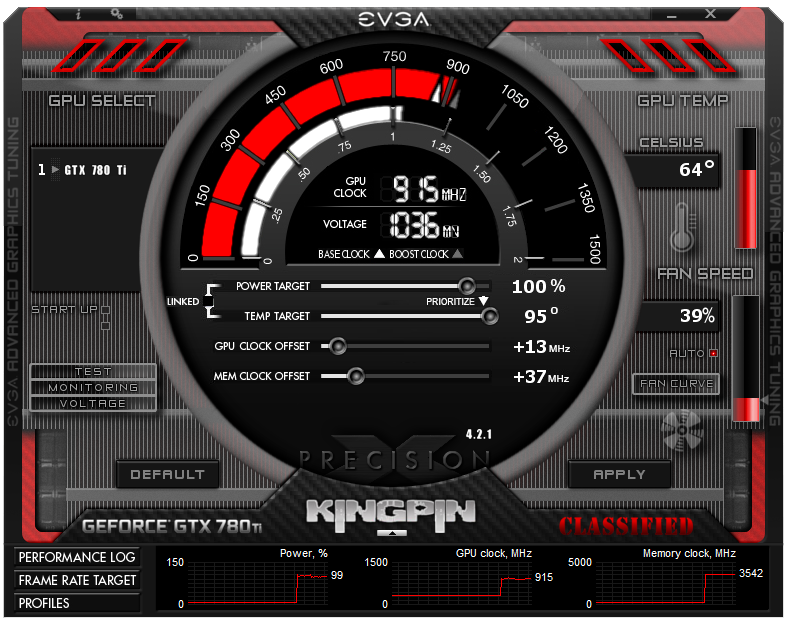 EVGA
GPU SELECT
1 GTX 780 Ti
START UP
TEST
MONITORING
VOLTAGE
EVGA ADVANCED GRAPHICS TUNING
0 150 300 450 600 750 900 1050 1200 1350 1500
0 .25 .50 .75 1 1.25 1.50 1.75 2
GPU CLOCK 915 MHZ
VOLTAGE 1036 MV
BASE CLOCK BOOST CLOCK
LINKED
POWER TARGET 100 %
PRIORITIZE
TEMP TARGET 95°
GPU CLOCK OFFSET +13 MHz
MEM CLOCK OFFSET +37 MHz
4.2.1
PRECISION X
GPU TEMP
CELSIUS
64°
FAN SPEED
39%
AUTO
FAN CURVE
EVGA ADVANCED GRAPHICS TUNING
DEFAULT
APPLY
GEFORCE GTX 780 Ti
KINGPIN
CLASSIFIED
PERFORMANCE LOG
FRAME RATE TARGET
PROFILES
Power, %
150
0
99
GPU clock, MHz
1500
0
915
Memory clock, MHz
5000
0
3542